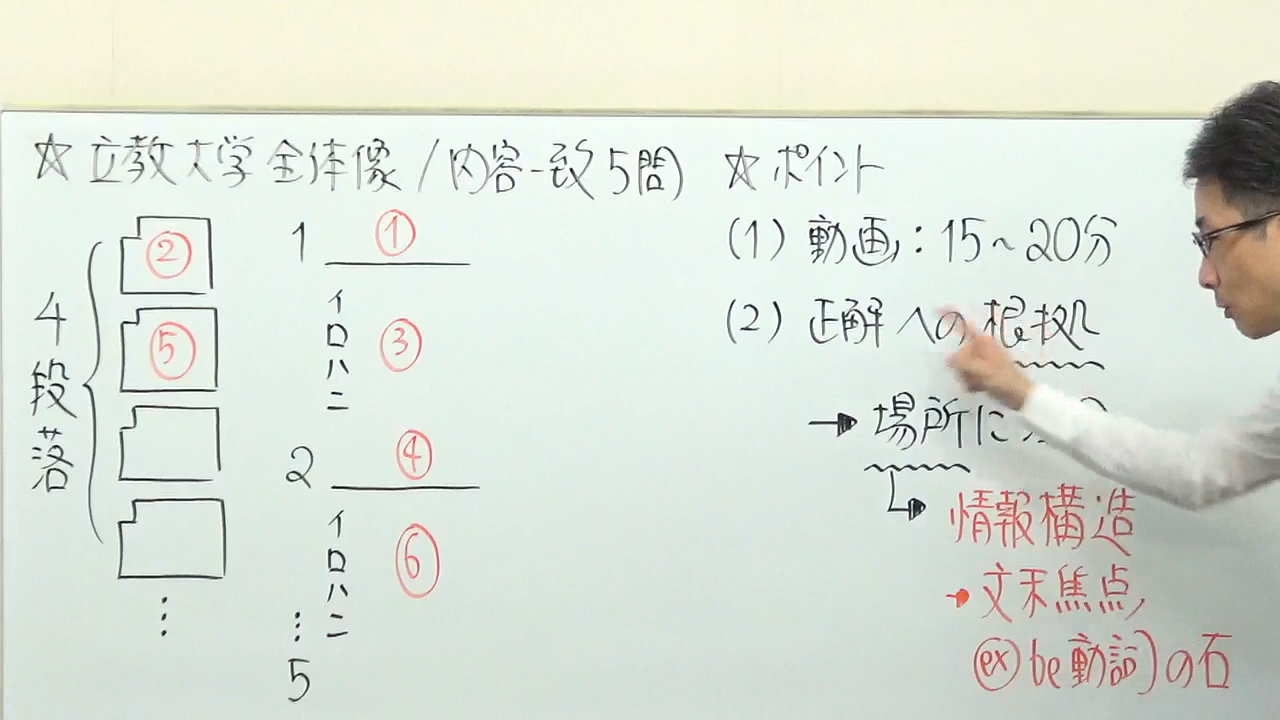 ☆ 立教大学 全体像 / 内容一致5問
4段落
②
⑤
⋮
1 ①
イ
ロ
ハ
ニ
③
2 ④
イ
ロ
ハ
ニ
⑥
⋮
5
☆ ポイント
(1) 動画:15~20分
(2) 正解への根拠
→ 場所に
情報構造
→ 文末焦点
ex be動詞の右